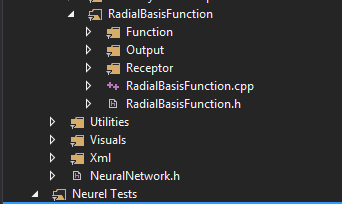 RadialBasisFunction
Function
Output
Receptor
RadialBasisFunction.cpp
RadialBasisFunction.h
Utilities
Visuals
Xml
NeuralNetwork.h
Neurel Tests